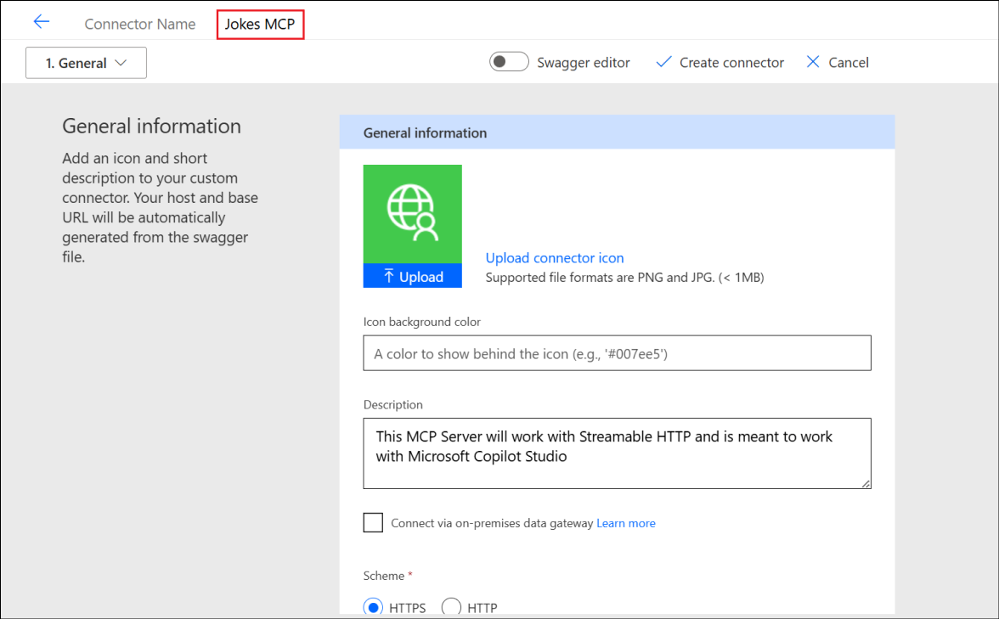 Connector Name Jokes MCP
1. General
Swagger editor
Create connector
Cancel
General information
Add an icon and short
description to your custom
connector. Your host and base
URL will be automatically
generated from the swagger
file.
General information
Upload
Upload connector icon
Supported file formats are PNG and JPG. (< 1MB)
Icon background color
A color to show behind the icon (e.g., '#007ee5')
Description
This MCP Server will work with Streamable HTTP and is meant to work
with Microsoft Copilot Studio
Connect via on-premises data gateway Learn more
Scheme *
HTTPS
HTTP